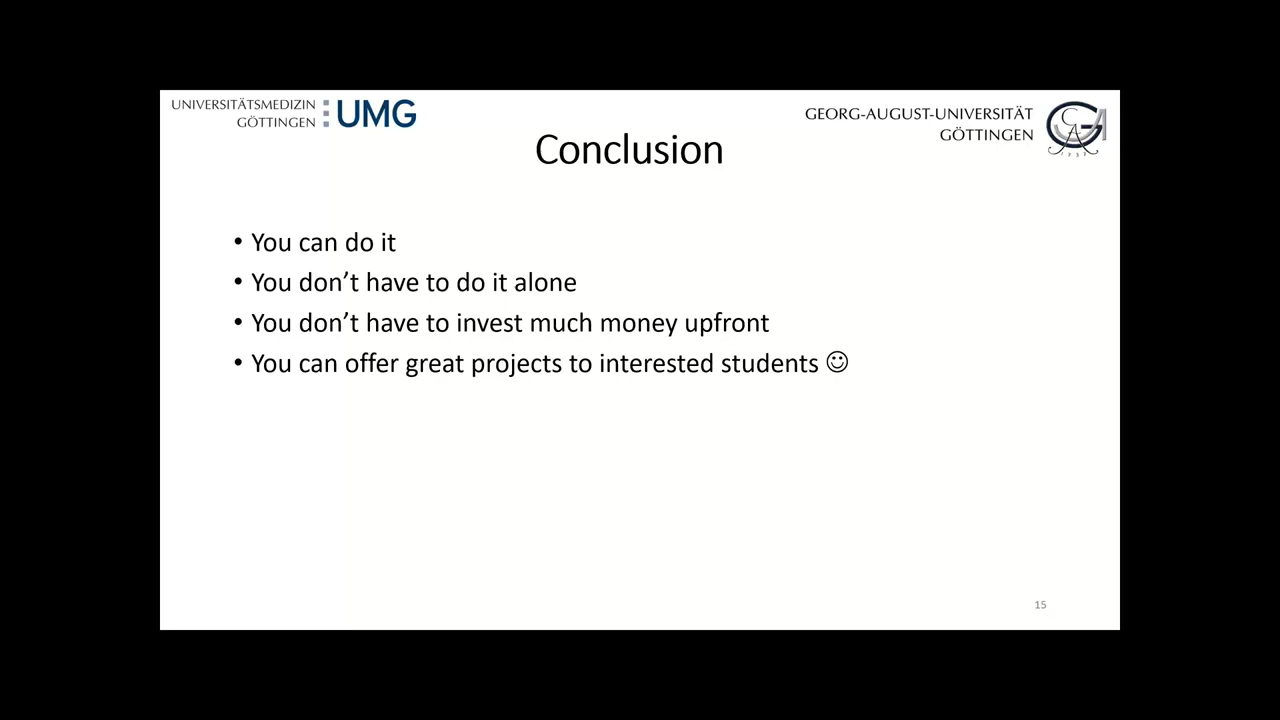 UNIVERSITÄTSMEDIZIN
GÖTTINGEN
UMG
GEORG-AUGUST-UNIVERSITÄT
GÖTTINGEN
Conclusion
• You can do it
• You don’t have to do it alone
• You don’t have to invest much money upfront
• You can offer great projects to interested students ☺
15